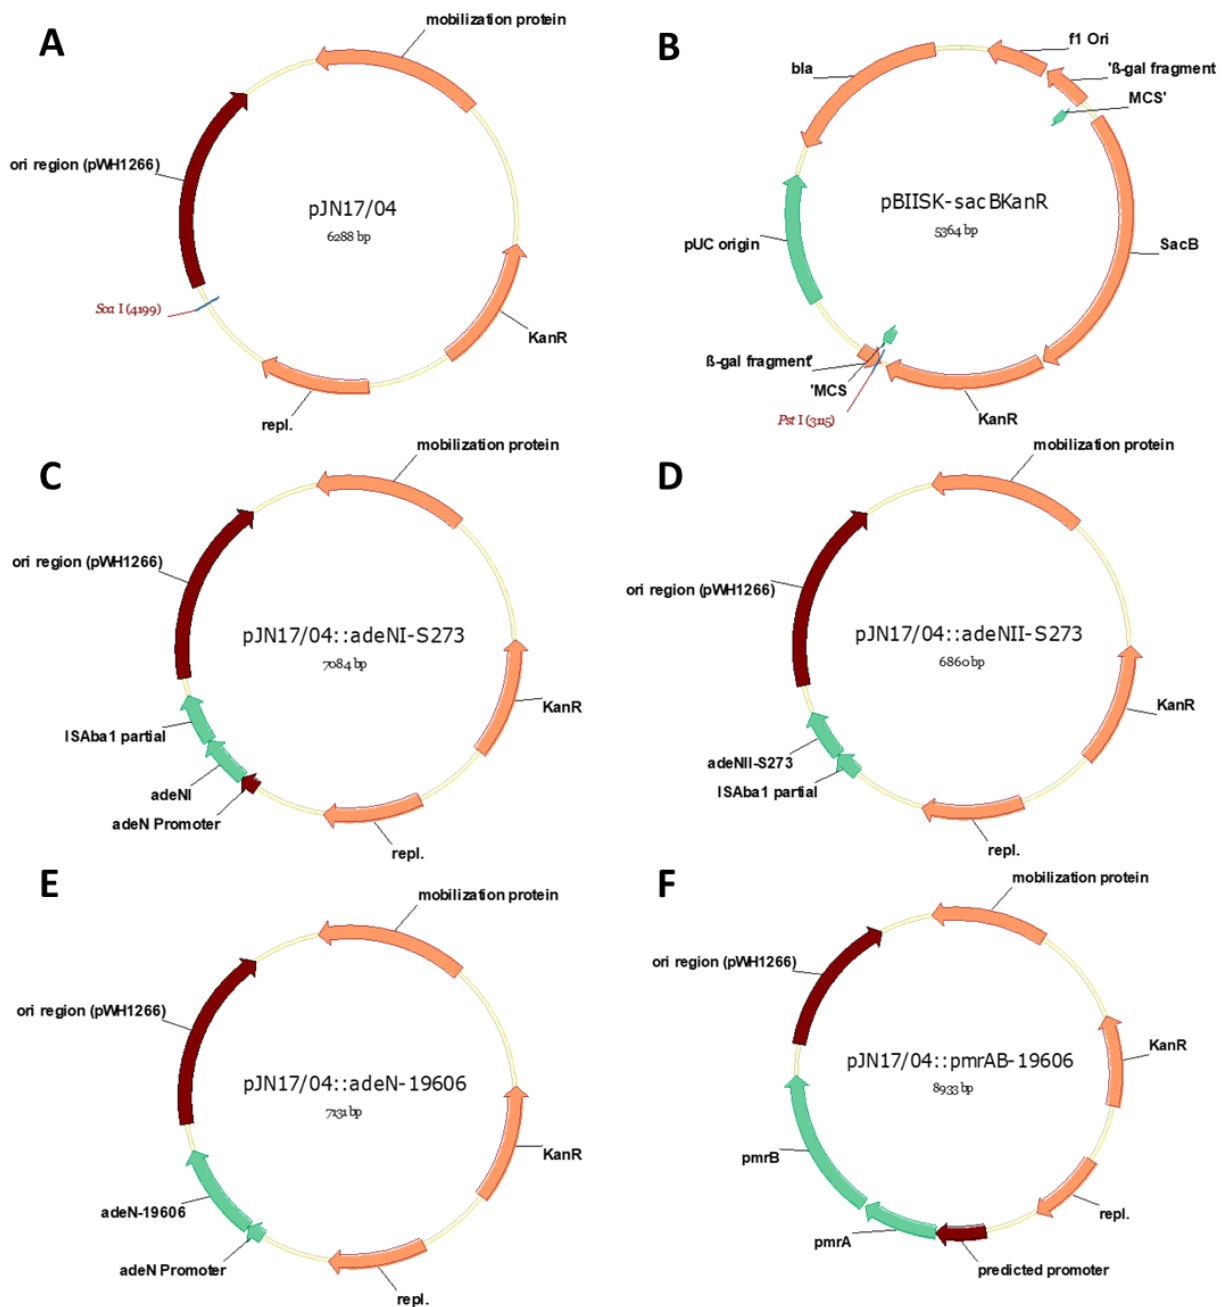 A
mobilization protein
ori region (pWH1266)
pJN17/04
6288 bp
Sca I (4199)
KanR
repl.
B
f1 Ori
'ß-gal fragment
MCS'
bla
pBIISK-sacBKanR
5364 bp
pUC origin
SacB
ß-gal fragment'
'MCS
Pst I (3115)
KanR
C
mobilization protein
ori region (pWH1266)
pJN17/04::adeNI-S273
7084 bp
KanR
ISAba1 partial
adeNI
adeN Promoter
repl.
D
mobilization protein
ori region (pWH1266)
pJN17/04::adeNII-S273
6860 bp
KanR
adeNII-S273
ISAba1 partial
repl.
E
mobilization protein
ori region (pWH1266)
pJN17/04::adeN-19606
7131 bp
KanR
adeN-19606
adeN Promoter
repl.
F
mobilization protein
ori region (pWH1266)
KanR
pJN17/04::pmrAB-19606
8933 bp
pmrB
pmrA
repl.
predicted promoter